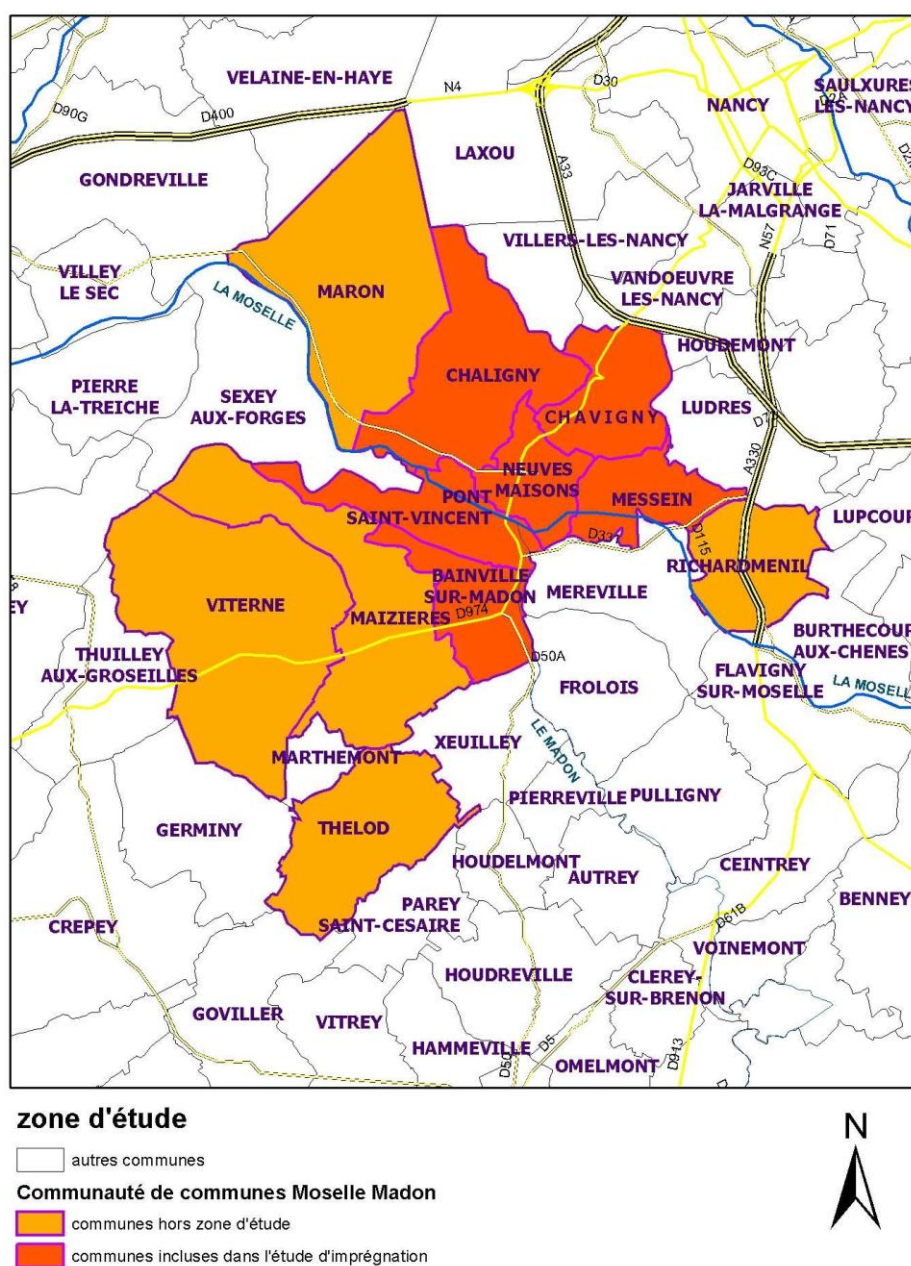 VELAINE-EN-HAYE
N4
D30
NANCY
SAULXURES
LES-NANCY
D2A
D90G
D400
LAXOU
A33
D93C
GONDREVILLE
JARVILLE
LA-MALGRANGE
N57
D71
VILLERS-LES-NANCY
VILLEY
LE SEC
LA MOSELLE
MARON
VANDOEUVRE
LES-NANCY
HOUDEMONT
PIERRE
LA-TREICHE
SEXEY
AUX-FORGES
CHALIGNY
CHAVIGNY
LUDRES
A330
NEUVES
MAISONS
PONT
SAINT-VINCENT
MESSEIN
LUPCOUR
D331
D115
RICHARDMENIL
BAINVILLE
SUR-MADON
MEREVILLE
VITERNE
MAIZIERES
D974
THUILLEY
AUX-GROSEILLES
BURTHECOUR
AUX-CHENES
D50A
FROLOIS
FLAVIGNY
SUR-MOSELLE
LA MOSELL
XEUILLEY
LE MADON
MARTHEMONT
PIERREVILLE
PULLIGNY
GERMINY
THELOD
HOUDELMONT
AUTREY
CEINTREY
BENNEY
PAREY
SAINT-CESAIRE
CREPEY
D61B
VOINEMONT
HOUDREVILLE
CLEREY-
SUR-BRENON
GOVILLER
VITREY
HAMMEVILLE
D5
D913
OMELMONT
zone d'étude
autres communes
N
Communauté de communes Moselle Madon
communes hors zone d'étude
communes incluses dans l'étude d'imprégnation